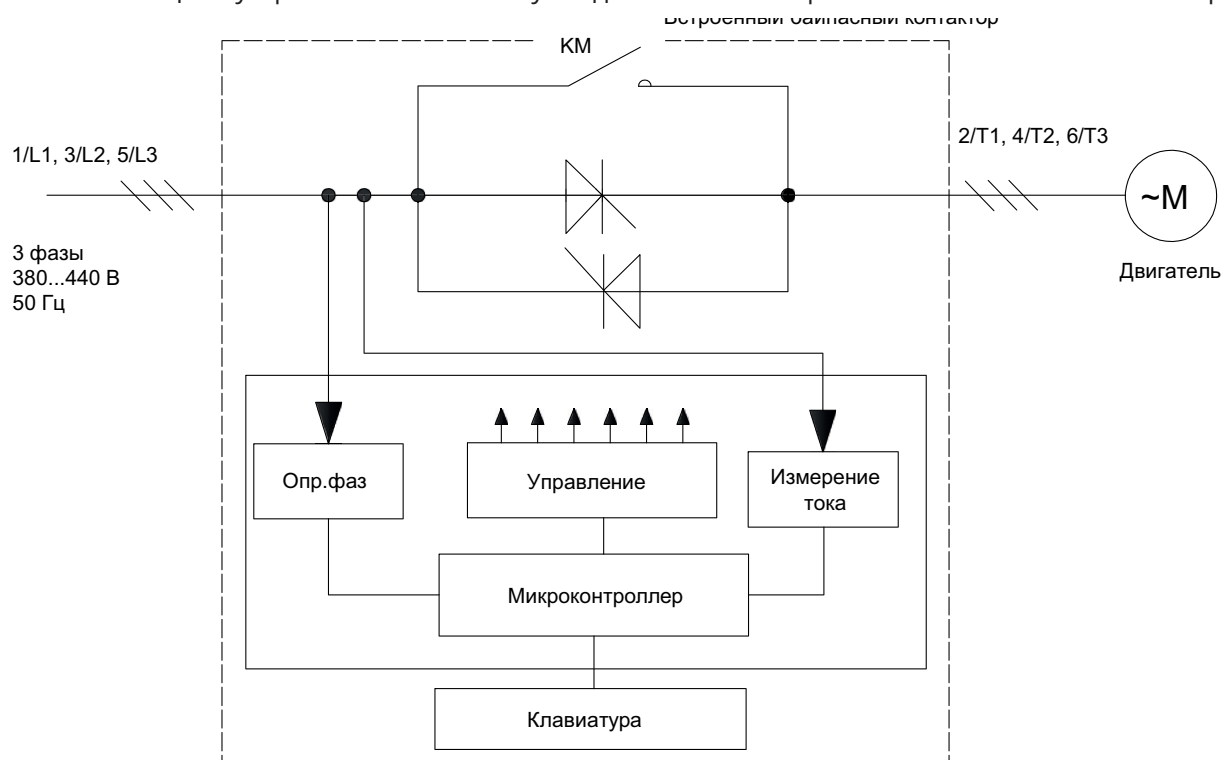 Встроенный байпасный контактор
KM
1/L1, 3/L2, 5/L3
2/T1, 4/T2, 6/T3
~M
3 фазы
380...440 В
50 Гц
Двигатель
Опр.фаз
Управление
Измерение
тока
Микроконтроллер
Клавиатура